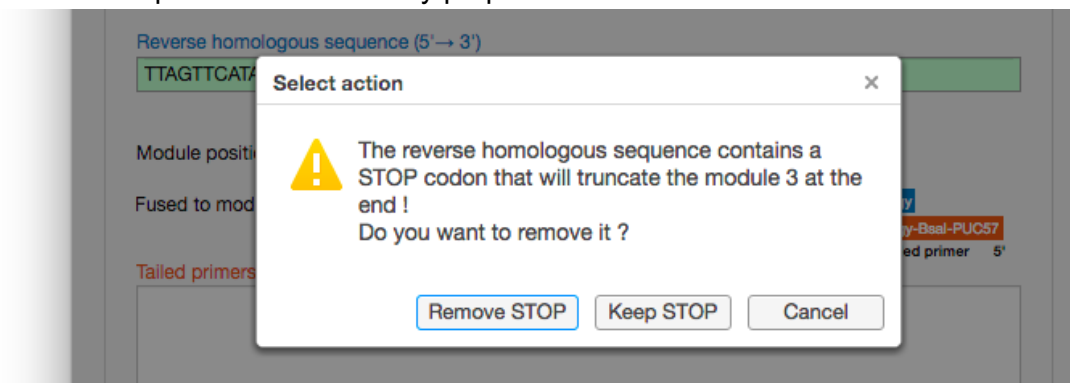 Reverse homologous sequence (5'→ 3')
TTAGTTCATA
Select action ×
Module positi
The reverse homologous sequence contains a
STOP codon that will truncate the module 3 at the
end !
Do you want to remove it ?
Fused to mod
y-BsaI-PUC57
ed primer 5'
Tailed primers
Remove STOP Keep STOP Cancel